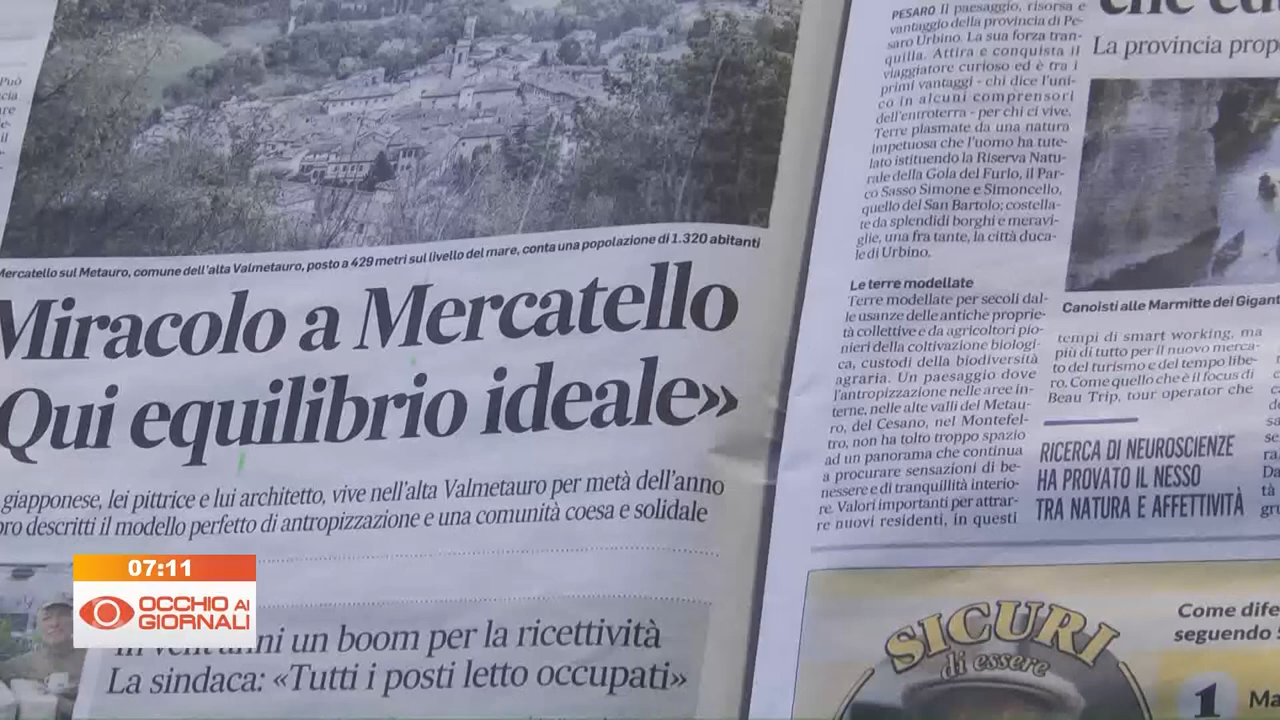 Può
Mercatello sul Metauro, comune dell'alta Valmetauro, posto a 429 metri sul livello del mare, conta una popolazione di 1.320 abitanti
Miracolo a Mercatello
Qui equilibrio ideale»
giapponese, lei pittrice e lui architetto, vive nell'alta Valmetauro per metà dell'anno
descritti il modello perfetto di antropizzazione e una comunità coesa e solidale
un boom per la ricettività
La sindaca: «Tutti i posti letto occupati»
07:11
OCCHIO AI
GIORNALI
PESARO Il paesaggio, risorsa e
vantaggio della provincia di Pe-
saro Urbino. La sua forza tran-
quilla. Attira e conquista il
viaggiatore curioso ed è tra i
primi vantaggi - chi dice l'uni-
co in alcuni comprensori
dell'entroterra - per chi ci vive.
Terre plasmate da una natura
impetuosa che l'uomo ha tute-
lato istituendo la Riserva Natu-
rale della Gola del Furlo, il Par-
co Sasso Simone e Simoncello,
quello del San Bartolo; costella-
te da splendidi borghi e meravi-
glie, una fra tante, la città duca-
le di Urbino.
Le terre modellate
Terre modellate per secoli dal-
le usanze delle antiche proprie-
tà collettive e da agricoltori pio-
nieri della coltivazione biologi-
ca, custodi della biodiversità
agraria. Un paesaggio dove
l'antropizzazione nelle aree in-
terne, nelle alte valli del Metau-
ro, del Cesano, nel Montefel-
tro, non ha tolto troppo spazio
ad un panorama che continua
a procurare sensazioni di be-
nessere e di tranquillità interio-
re. Valori importanti per attrar-
re nuovi residenti, in questi
che
La provincia prop
Canoisti alle Marmitte dei Gigant
tempi di smart working, ma
più di tutto per il nuovo merca-
to del turismo e del tempo libe-
ro. Come quello che è il focus di
Beau Trip, tour operator che
RICERCA DI NEUROSCIENZE
HA PROVATO IL NESSO
TRA NATURA E AFFETTIVITÀ
SICURI
di essere
Come dife
seguendo
1
Ma